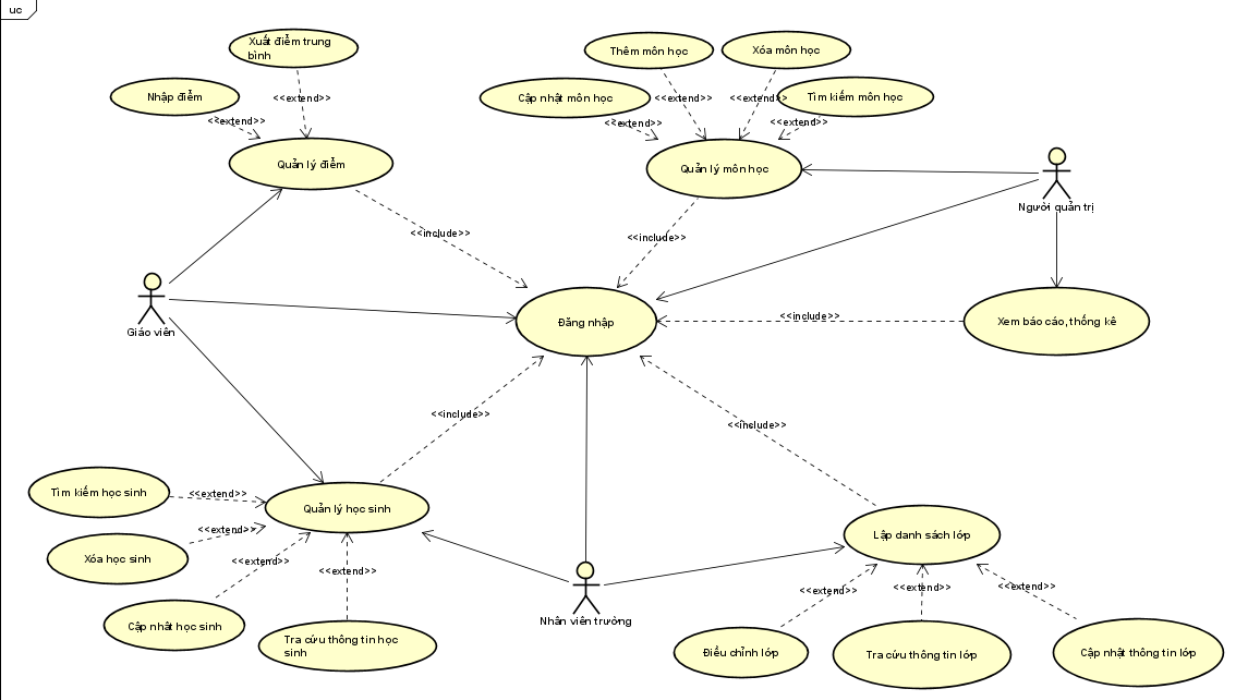 uc
Xuất điểm trung
bình
Nhập điểm
<<extend>>
<<extend>>
Quản lý điểm
Thêm môn học
Xóa môn học
Cập nhật môn học
<<extend>>
<<extend>>
Tìm kiếm môn học
<<extend>>
<<extend>>
Quản lý môn học
Người quản trị
<<include>>
<<include>>
Giáo viên
Đăng nhập
<<include>>
Xem báo cáo,thống kê
<<include>>
<<include>>
Tìm kiếm học sinh
<<extend>>
Quản lý học sinh
<<extend>>
Xóa học sinh
<<extend>>
<<extend>>
Cập nhật học sinh
Tra cứu thông tin học
sinh
Nhân viên trường
Lập danh sách lớp
<<extend>>
<<extend>>
<<extend>>
Điều chỉnh lớp
Tra cứu thông tin lớp
Cập nhật thông tin lớp